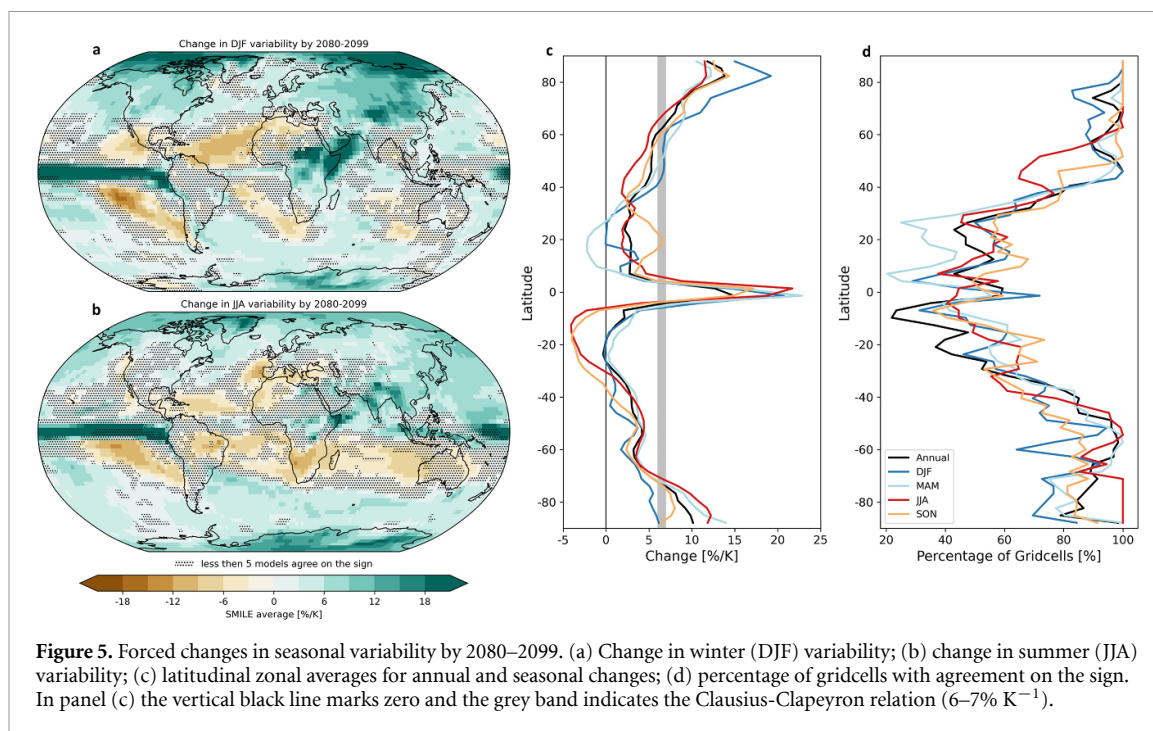 a
Change in DJF variability by 2080-2099
b
Change in JJA variability by 2080-2099
less then 5 models agree on the sign
-18 -12 -6 0 6 12 18
SMILE average [%/K]
c
80
60
40
20
0
-20
-40
-60
-80
Latitude
-5 0 5 10 15 20 25
Change [%/K]
d
80
60
40
20
0
-20
-40
-60
-80
Latitude
Annual
DJF
MAM
JJA
SON
20 40 60 80 100
Percentage of Gridcells [%]
Figure 5. Forced changes in seasonal variability by 2080–2099. (a) Change in winter (DJF) variability; (b) change in summer (JJA)
variability; (c) latitudinal zonal averages for annual and seasonal changes; (d) percentage of gridcells with agreement on the sign.
In panel (c) the vertical black line marks zero and the grey band indicates the Clausius-Clapeyron relation (6–7% K⁻¹).